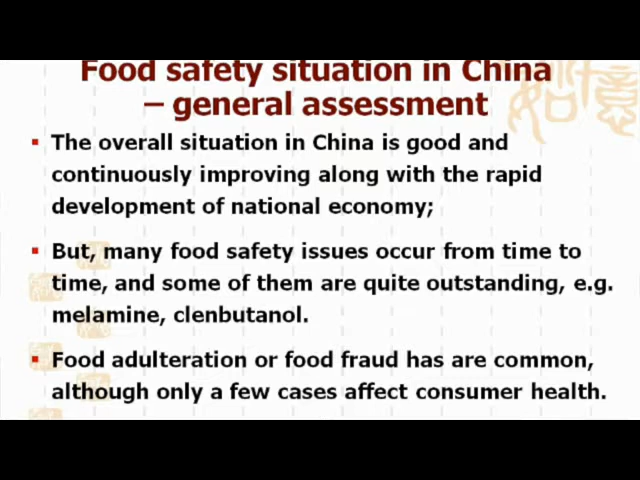 Food safety situation in China
– general assessment
▪ The overall situation in China is good and
continuously improving along with the rapid
development of national economy;
▪ But, many food safety issues occur from time to
time, and some of them are quite outstanding, e.g.
melamine, clenbutanol.
▪ Food adulteration or food fraud has are common,
although only a few cases affect consumer health.